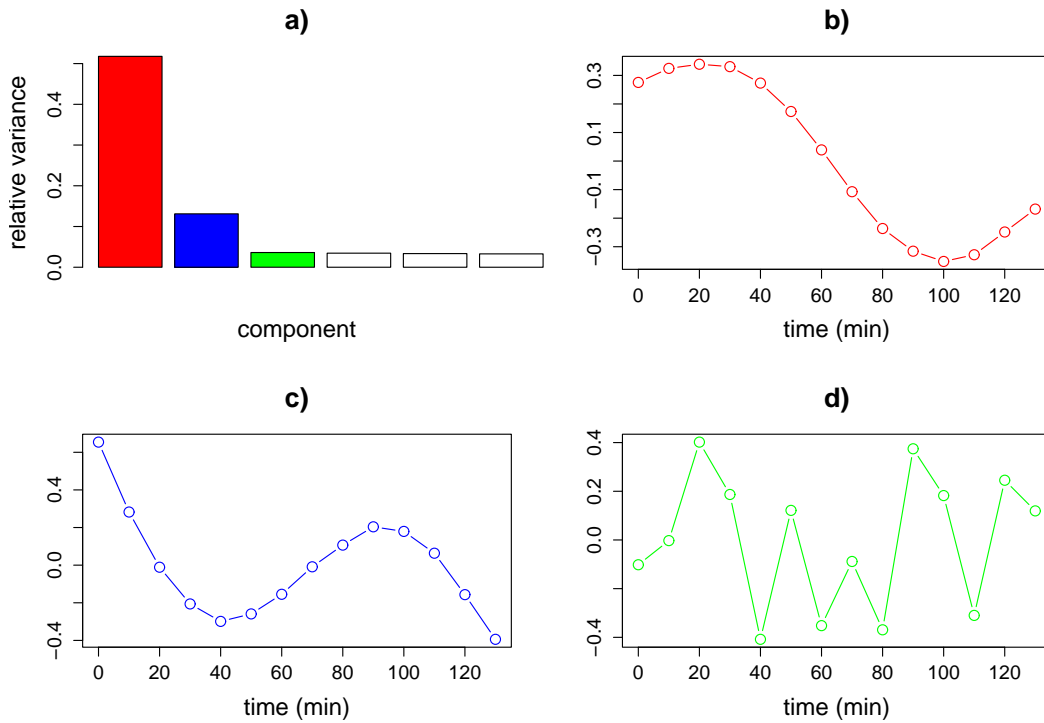 a)
relative variance
0.0 0.2 0.4
component
b)
−0.3 −0.1 0.1 0.3
0 20 40 60 80 100 120
time (min)
c)
−0.4 0.0 0.4
0 20 40 60 80 100 120
time (min)
d)
−0.4 0.0 0.2 0.4
0 20 40 60 80 100 120
time (min)